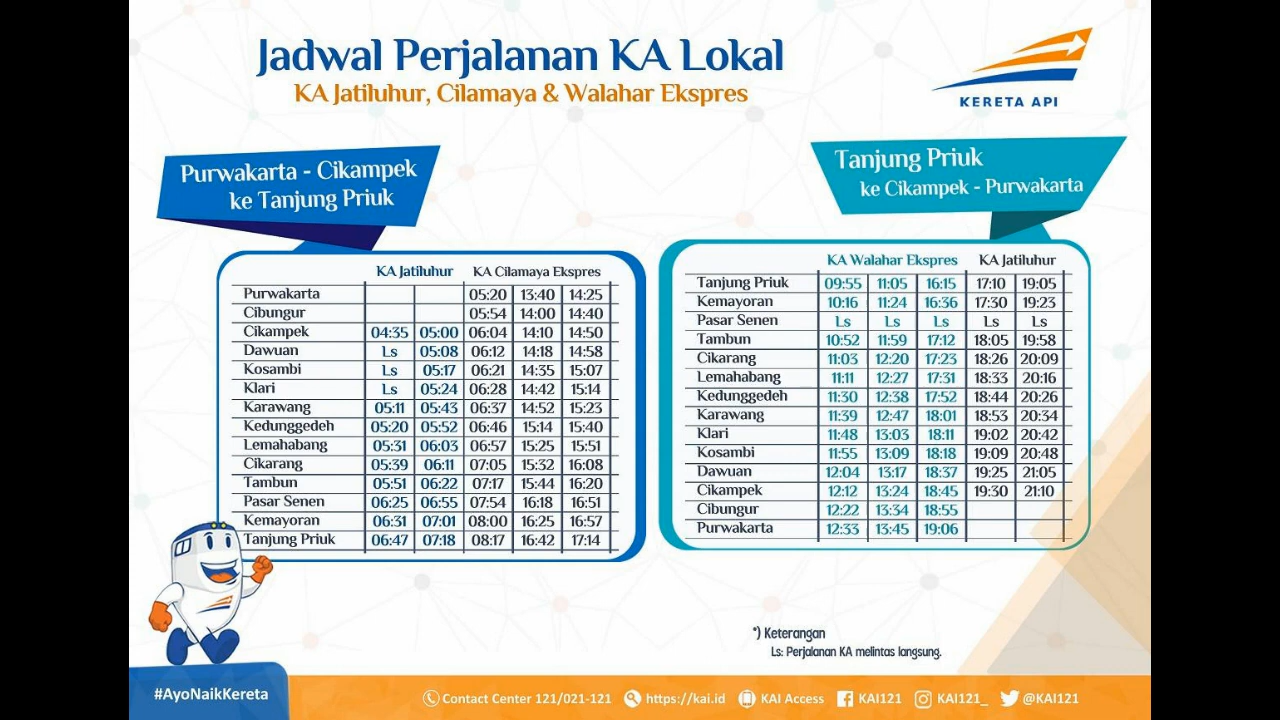 Jadwal Perjalanan KA Lokal
KA Jatiluhur, Cilamaya & Walahar Ekspres
KERETA API
Purwakarta - Cikampek
ke Tanjung Priuk
KA Jatiluhur KA Cilamaya Ekspres
Purwakarta 05:20 13:40 14:25
Cibungur 05:54 14:00 14:40
Cikampek 04:35 05:00 06:04 14:10 14:50
Dawuan Ls 05:08 06:12 14:18 14:58
Kosambi Ls 05:17 06:21 14:35 15:07
Klari Ls 05:24 06:28 14:42 15:14
Karawang 05:11 05:43 06:37 14:52 15:23
Kedunggedeh 05:20 05:52 06:46 15:14 15:40
Lemahabang 05:31 06:03 06:57 15:25 15:51
Cikarang 05:39 06:11 07:05 15:32 16:08
Tambun 05:51 06:22 07:17 15:44 16:20
Pasar Senen 06:25 06:55 07:54 16:18 16:51
Kemayoran 06:31 07:01 08:00 16:25 16:57
Tanjung Priuk 06:47 07:18 08:17 16:42 17:14
Tanjung Priuk
ke Cikampek - Purwakarta
KA Walahar Ekspres KA Jatiluhur
Tanjung Priuk 09:55 11:05 16:15 17:10 19:05
Kemayoran 10:16 11:24 16:36 17:30 19:23
Pasar Senen Ls Ls Ls Ls Ls
Tambun 10:52 11:59 17:12 18:05 19:58
Cikarang 11:03 12:20 17:23 18:26 20:09
Lemahabang 11:11 12:27 17:31 18:33 20:16
Kedunggedeh 11:30 12:38 17:52 18:44 20:26
Karawang 11:39 12:47 18:01 18:53 20:34
Klari 11:48 13:03 18:11 19:02 20:42
Kosambi 11:55 13:09 18:18 19:09 20:48
Dawuan 12:04 13:17 18:37 19:25 21:05
Cikampek 12:12 13:24 18:45 19:30 21:10
Cibungur 12:22 13:34 18:55
Purwakarta 12:33 13:45 19:06
*) Keterangan
Ls: Perjalanan KA melintas langsung.
#AyoNaikKereta
Contact Center 121/021-121 https://kai.id KAI Access KAI121 KAI121_ @KAI121